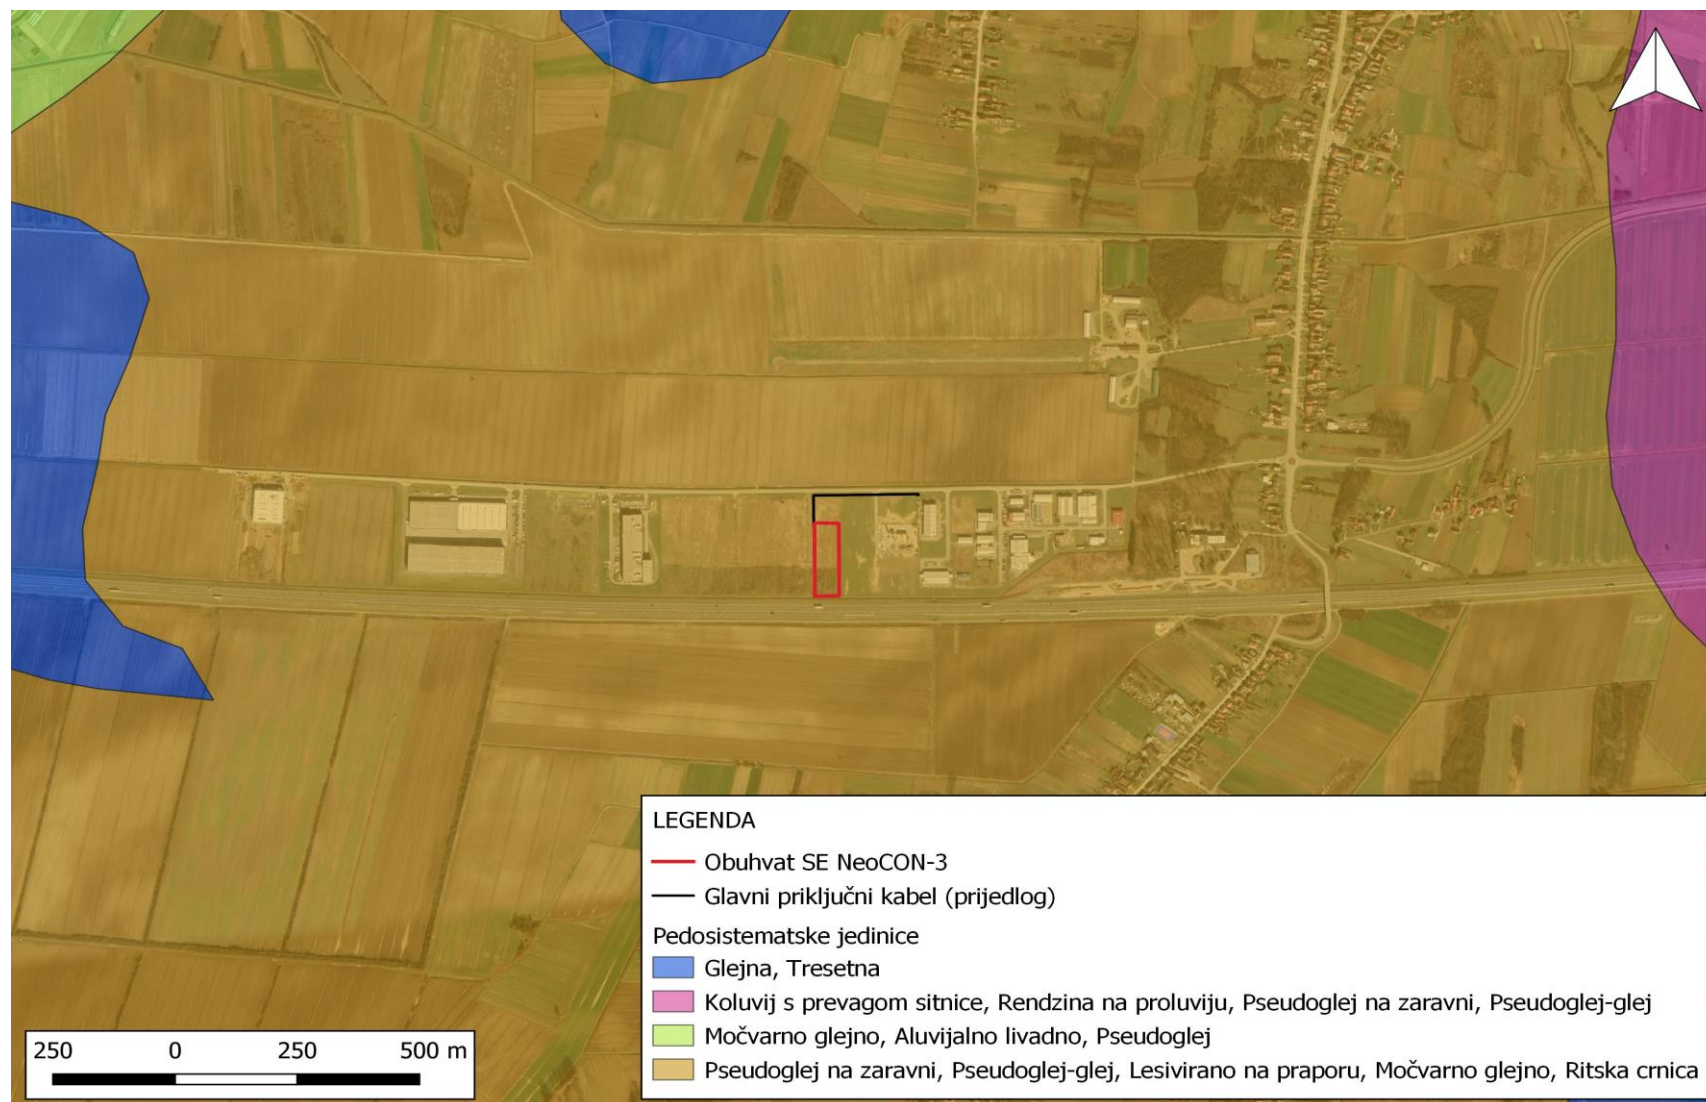 LEGENDA
Obuhvat SE NeoCON-3
Glavni priključni kabel (prijedlog)
Pedosistematske jedinice
Glejna, Tresetna
Koluvij s prevagom sitnice, Rendzina na proluviju, Pseudoglej na zaravni, Pseudoglej-glej
Močvarno glejno, Aluvijalno livadno, Pseudoglej
Pseudoglej na zaravni, Pseudoglej-glej, Lesivirano na praporu, Močvarno glejno, Ritska crnica
250 0 250 500 m